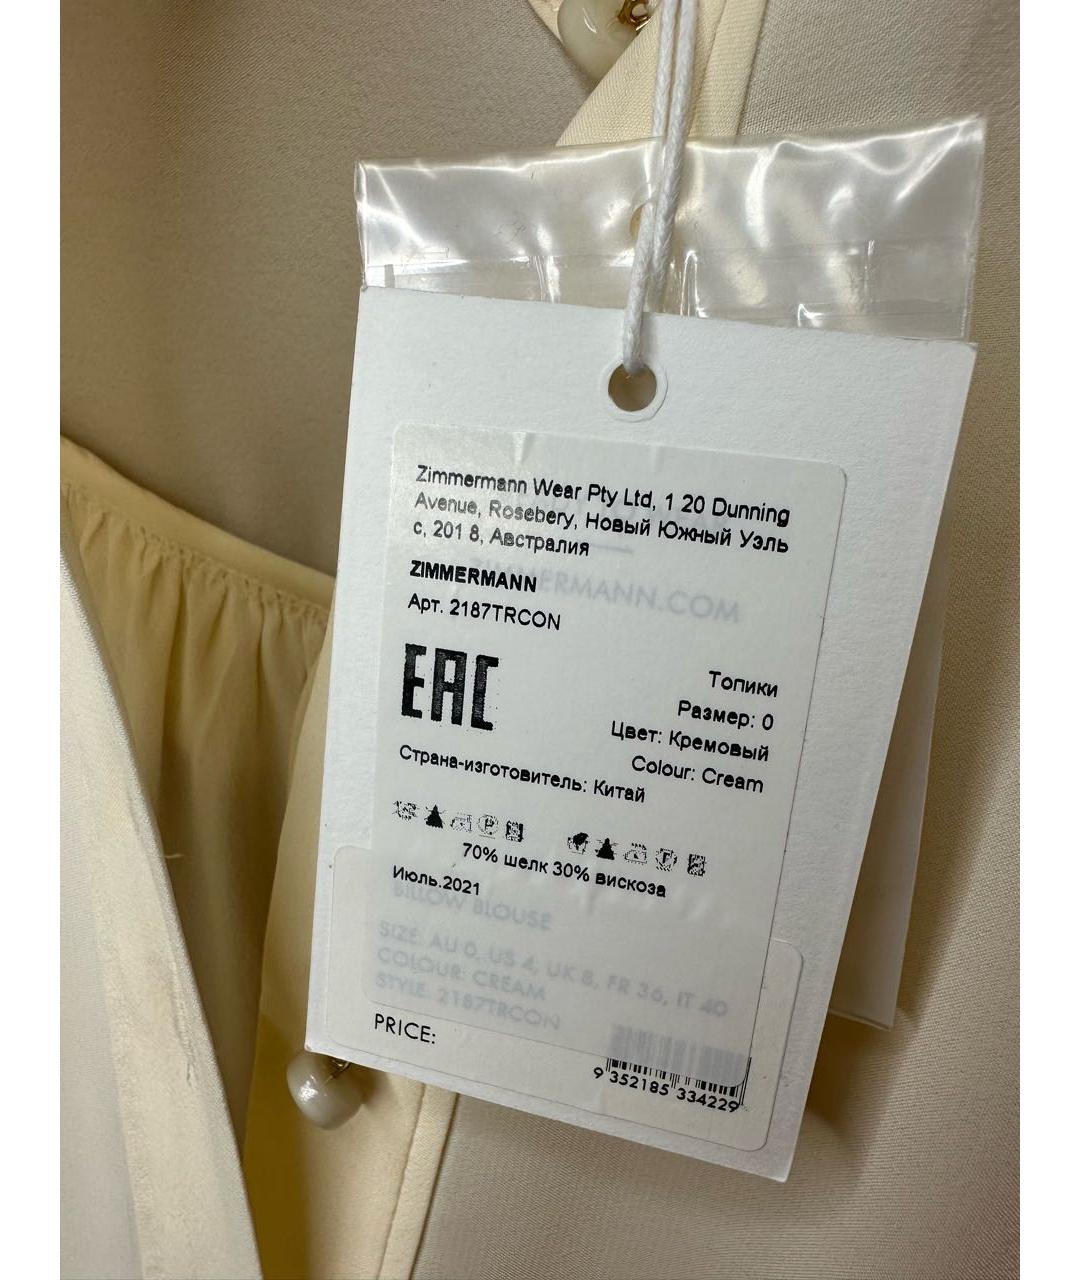 Zimmermann Wear Pty Ltd, 1 20 Dunning
Avenue, Rosebery, Новый Южный Уэль
с, 201 8, Австралия
ZIMMERMANN
ZIMMERMANN.COM
Арт. 2187TRCON
EAC
Топики
Размер: 0
Цвет: Кремовый
Colour: Cream
Страна-изготовитель: Китай
70% шелк 30% вискоза
Июль.2021
BILLOW BLOUSE
SIZE: AU 0, US 4, UK 8, FR 36, IT 40
COLOUR: CREAM
STYLE: 2187TRCON
PRICE:
9 352185 334229